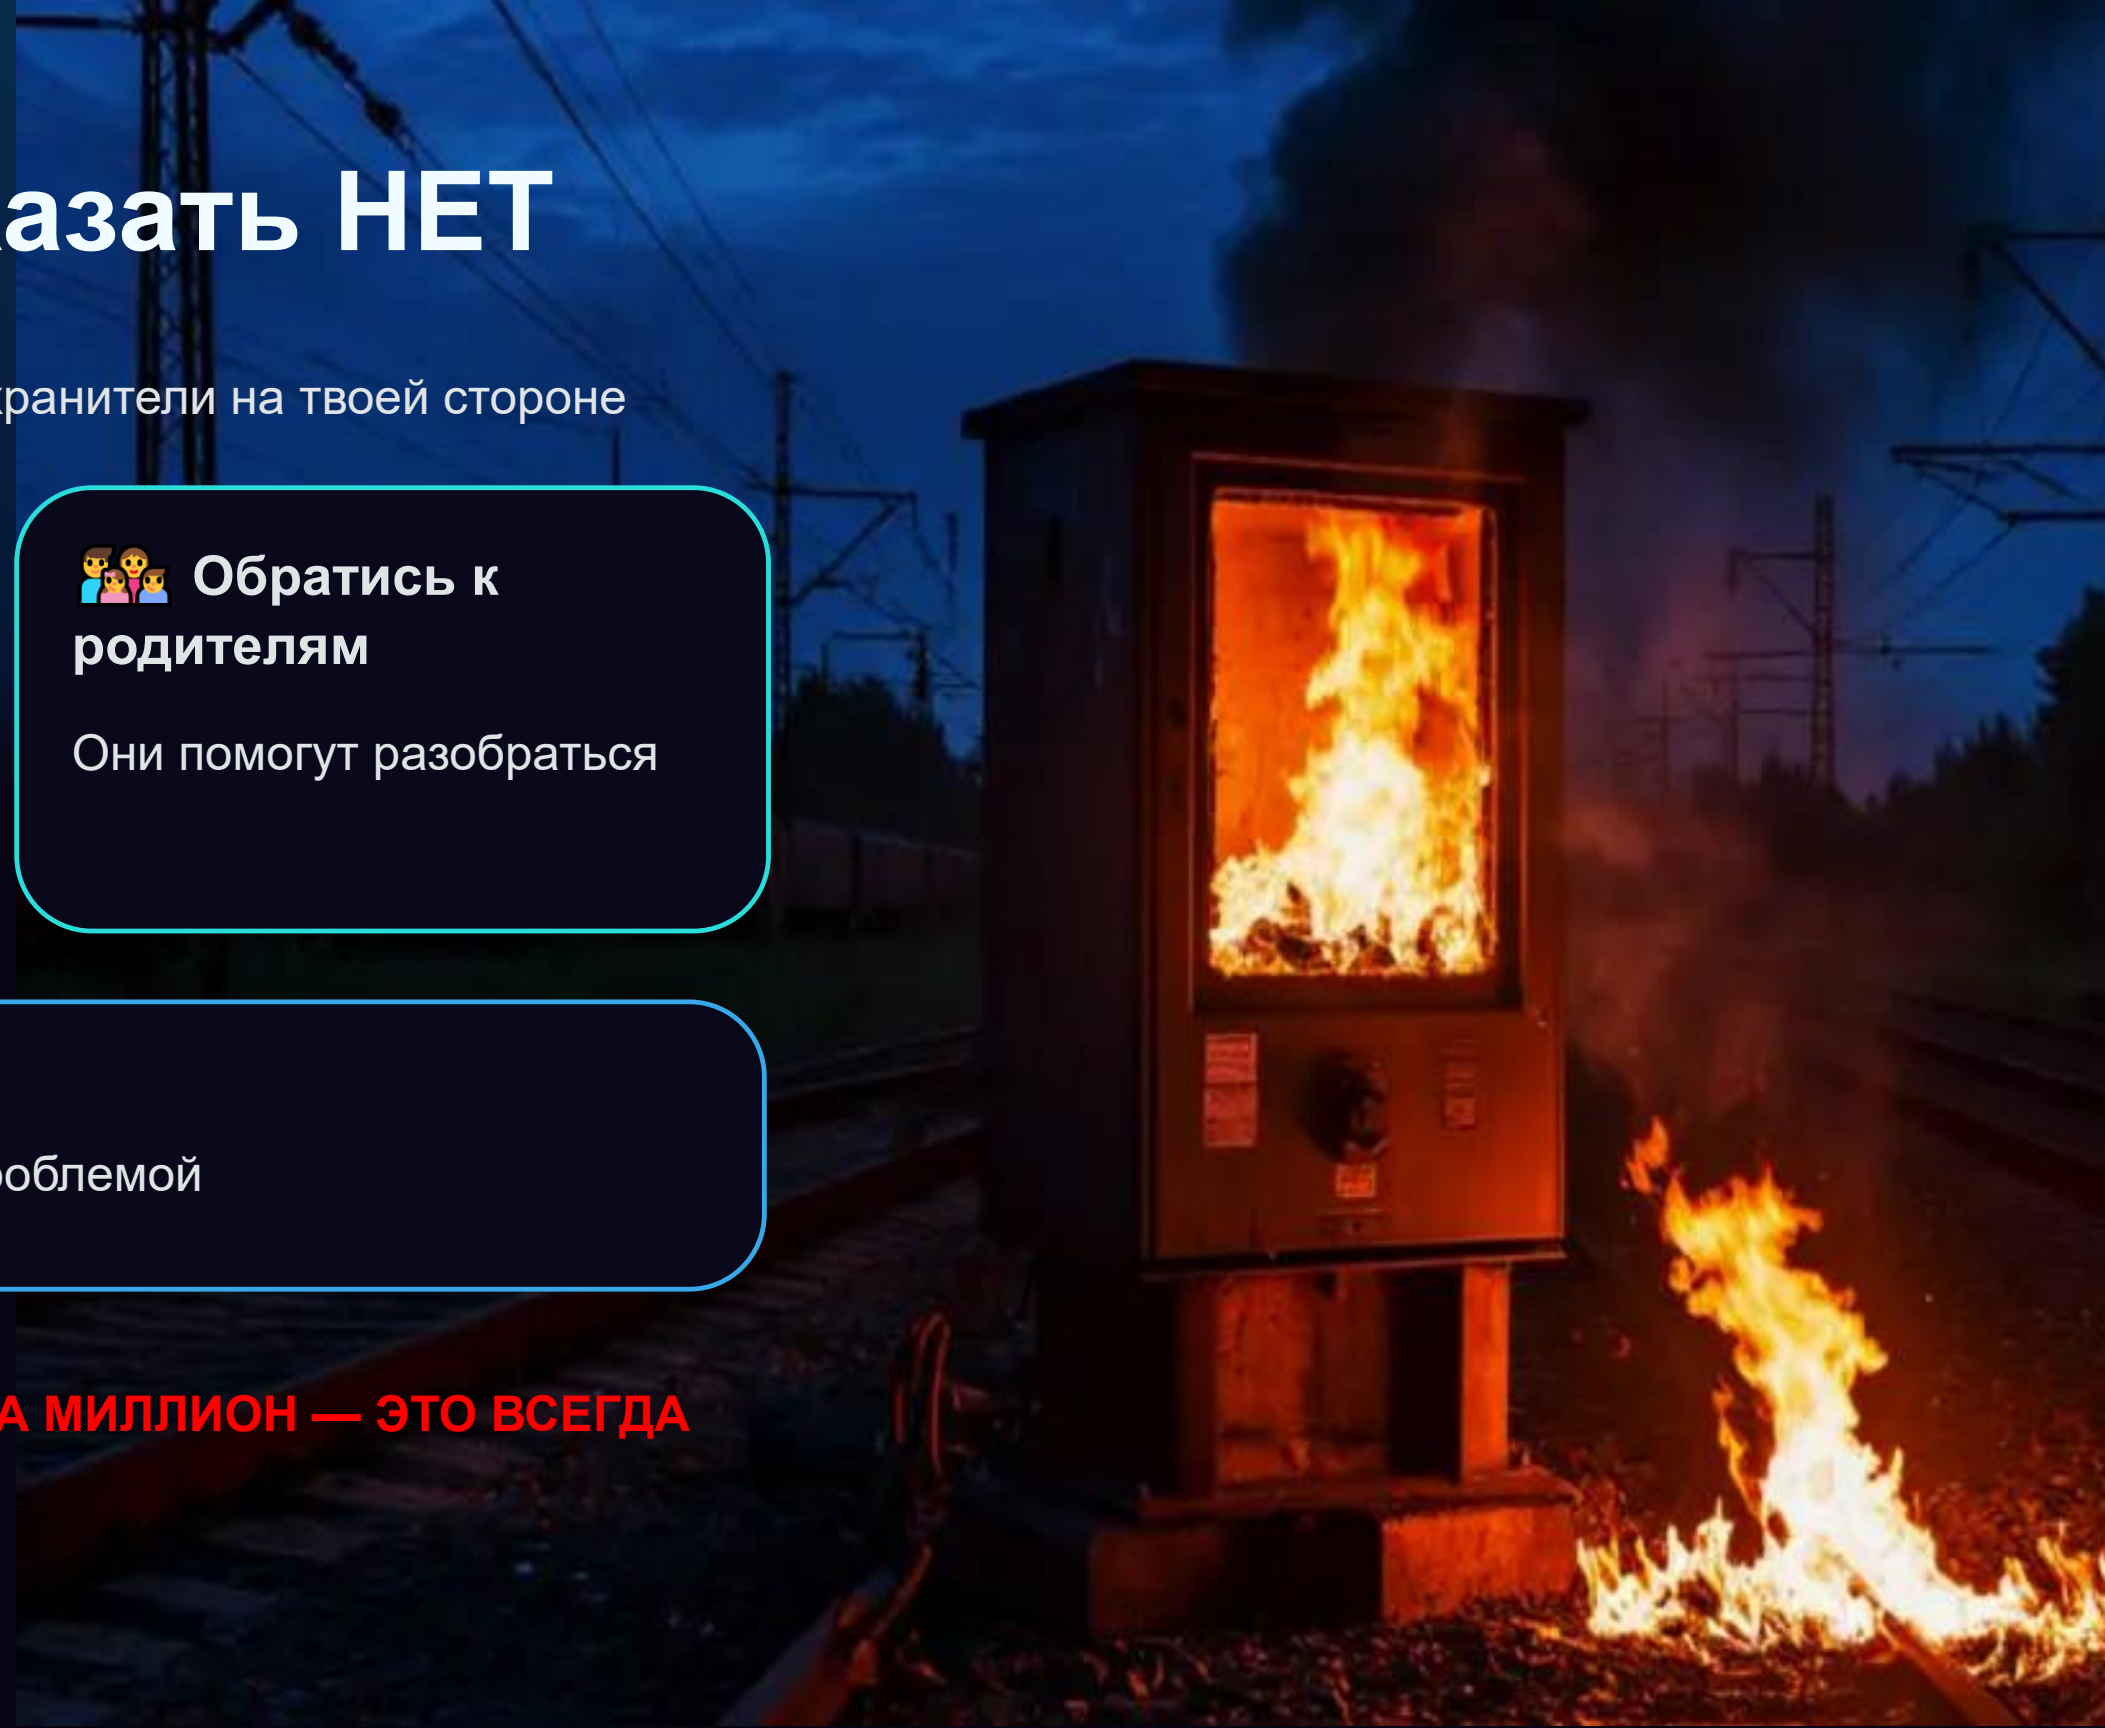 азать НЕТ
хранители на твоей стороне
Обратись к
родителям
Они помогут разобраться
облемой
А МИЛЛИОН — ЭТО ВСЕГДА